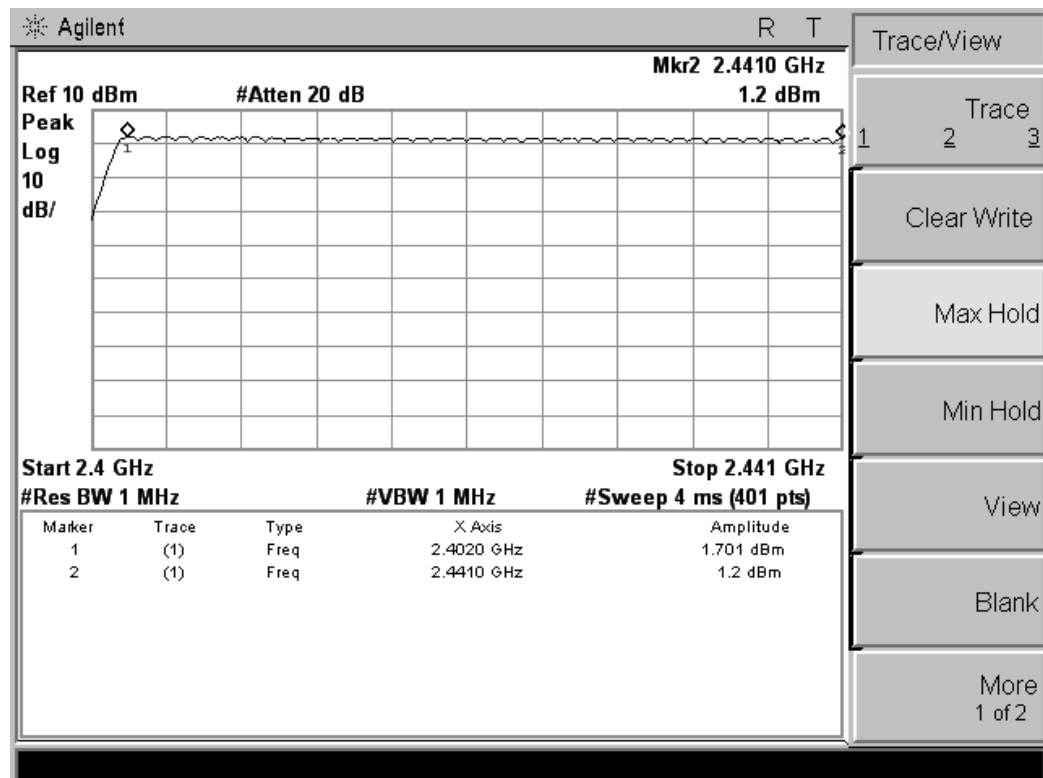 Agilent R T
Trace/View
Mkr2 2.4410 GHz
Ref 10 dBm #Atten 20 dB 1.2 dBm
Peak
Log
10
dB/
1
2
Trace
1 2 3
Clear Write
Max Hold
Min Hold
View
Blank
More
1 of 2
Start 2.4 GHz Stop 2.441 GHz
#Res BW 1 MHz #VBW 1 MHz #Sweep 4 ms (401 pts)
Marker Trace Type X Axis Amplitude
1 (1) Freq 2.4020 GHz 1.701 dBm
2 (1) Freq 2.4410 GHz 1.2 dBm